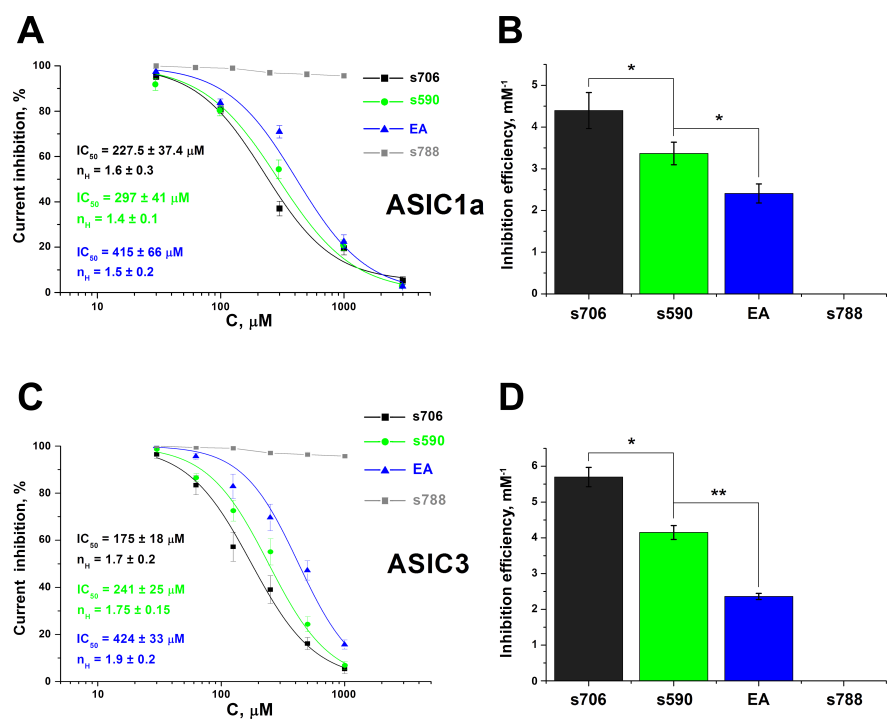 A
Current inhibition, %
100
80
60
40
20
0
10
100
1000
C, μM
s706
s590
EA
s788
IC50 = 227.5 ± 37.4 μM
nH = 1.6 ± 0.3
IC50 = 297 ± 41 μM
nH = 1.4 ± 0.1
IC50 = 415 ± 66 μM
nH = 1.5 ± 0.2
ASIC1a
B
Inhibition efficiency, mM-1
5
4
3
2
1
0
*
*
s706
s590
EA
s788
C
Current inhibition, %
100
80
60
40
20
0
10
100
1000
C, μM
s706
s590
EA
s788
IC50 = 175 ± 18 μM
nH = 1.7 ± 0.2
IC50 = 241 ± 25 μM
nH = 1.75 ± 0.15
IC50 = 424 ± 33 μM
nH = 1.9 ± 0.2
ASIC3
D
Inhibition efficiency, mM-1
6
5
4
3
2
1
0
*
**
s706
s590
EA
s788